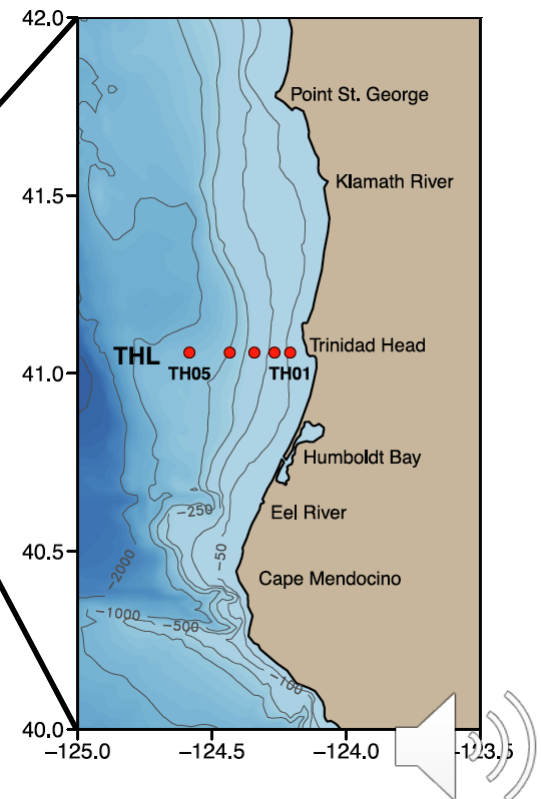 42.0
Point St. George
41.5
Klamath River
Trinidad Head
THL
TH05
TH01
41.0
Humboldt Bay
-250
Eel River
-50
40.5
-2000
Cape Mendocino
-1000
-500
-100
40.0
-125.0
-124.5
-124.0